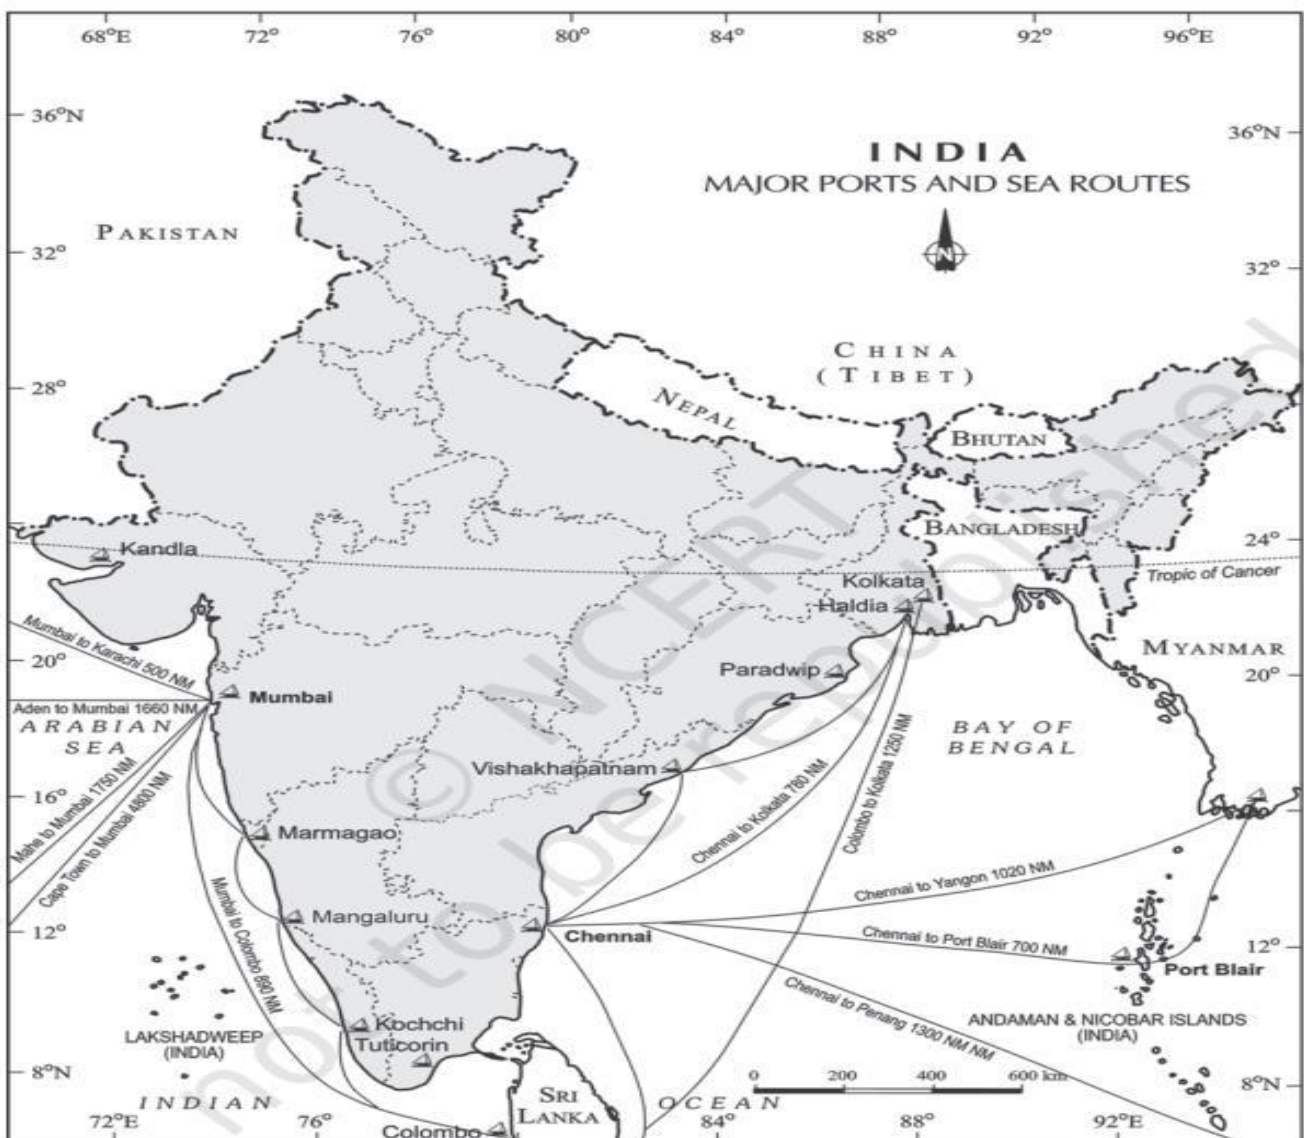 68°E 72° 76° 80° 84° 88° 92° 96°E
36°N
36°N
INDIA
MAJOR PORTS AND SEA ROUTES
N
PAKISTAN
32°
32°
CHINA
(TIBET)
28°
NEPAL
BHUTAN
BANGLADESH
24°
Kandla
Tropic of Cancer
Kolkata
Haldia
MYANMAR
Mumbai to Karachi 500 NM
20°
20°
Paradwip
Mumbai
Aden to Mumbai 1660 NM
ARABIAN
SEA
BAY OF
BENGAL
Vishakhapatnam
16°
Mahe to Mumbai 1750 NM
Cape Town to Mumbai 4800 NM
Chennai to Kolkata 780 NM
Colombo to Kolkata 1250 NM
Marmagao
Mumbai to Colombo 890 NM
Chennai to Yangon 1020 NM
Mangaluru
12°
12°
Chennai
Chennai to Port Blair 700 NM
Port Blair
Chennai to Penang 1300 NM NM
Kochchi
Tuticorin
LAKSHADWEEP
(INDIA)
ANDAMAN & NICOBAR ISLANDS
(INDIA)
8°N
8°N
0 200 400 600 km
INDIAN
OCEAN
SRI
LANKA
72°E 76° 84° 88° 92°E
Colombo
© NCERT
not to be republished